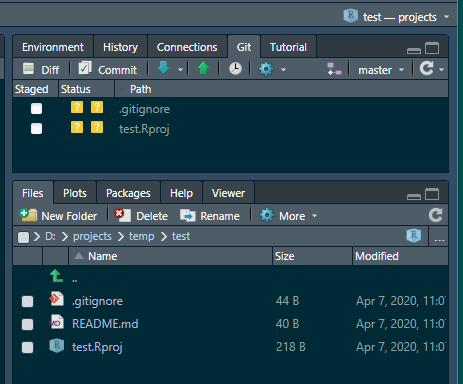 test — projects
Environment History Connections Git Tutorial
Diff Commit master
Staged Status Path
? ? .gitignore
? ? test.Rproj
Files Plots Packages Help Viewer
New Folder Delete Rename More
D: projects temp test ...
Name Size Modified
..
.gitignore 44 B Apr 7, 2020, 11:0
README.md 40 B Apr 7, 2020, 11:0
test.Rproj 218 B Apr 7, 2020, 11:0